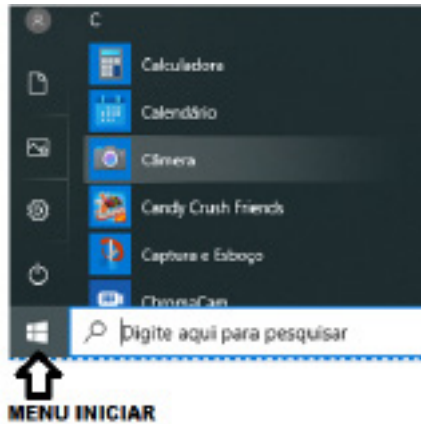 C
Calculadora
Calendário
Câmera
Candy Crush Friends
Captura e Esboço
ChromaCam
Digite aqui para pesquisar
MENU INICIAR